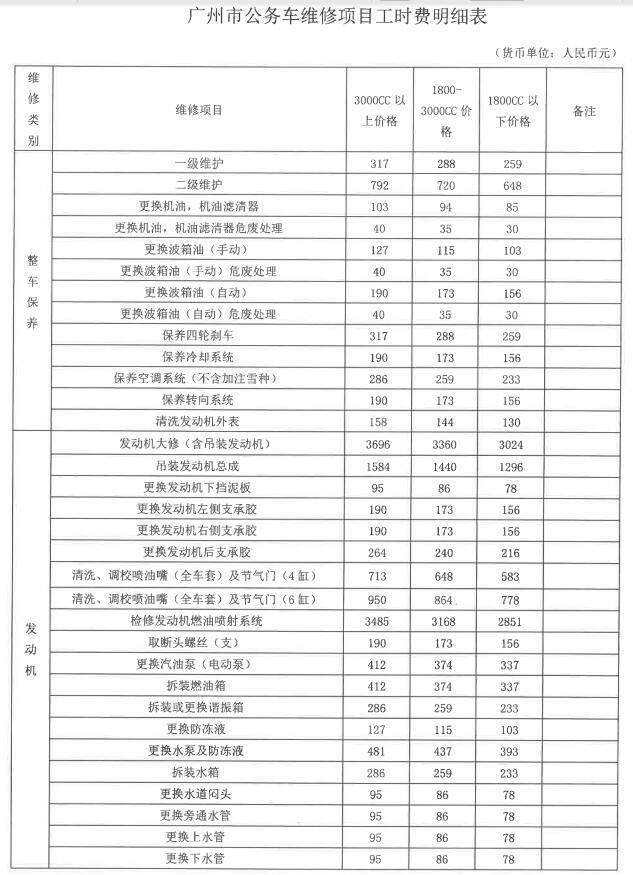 广州市公务车维修项目工时费明细表
（货币单位：人民币元）
维修类别 维修项目 3000CC以上价格 1800-3000CC价格 1800CC以下价格 备注
整车保养
一级维护 317 288 259
二级维护 792 720 648
更换机油，机油滤清器 103 94 85
更换机油，机油滤清器危废处理 40 35 30
更换波箱油（手动） 127 115 103
更换波箱油（手动）危废处理 40 35 30
更换波箱油（自动） 190 173 156
更换波箱油（自动）危废处理 40 35 30
保养四轮刹车 317 288 259
保养冷却系统 190 173 156
保养空调系统（不含加注雪种） 286 259 233
保养转向系统 190 173 156
清洗发动机外表 158 144 130
发动机
发动机大修（含吊装发动机） 3696 3360 3024
吊装发动机总成 1584 1440 1296
更换发动机下挡泥板 95 86 78
更换发动机左侧支承胶 190 173 156
更换发动机右侧支承胶 190 173 156
更换发动机后支承胶 264 240 216
清洗、调校喷油嘴（全车套）及节气门（4缸） 713 648 583
清洗、调校喷油嘴（全车套）及节气门（6缸） 950 864 778
检修发动机燃油喷射系统 3485 3168 2851
取断头螺丝（支） 190 173 156
更换汽油泵（电动泵） 412 374 337
拆装燃油箱 412 374 337
拆装或更换谐振箱 286 259 233
更换防冻液 127 115 103
更换水泵及防冻液 481 437 393
拆装水箱 286 259 233
更换水道闷头 95 86 78
更换旁通水管 95 86 78
更换上水管 95 86 78
更换下水管 95 86 78